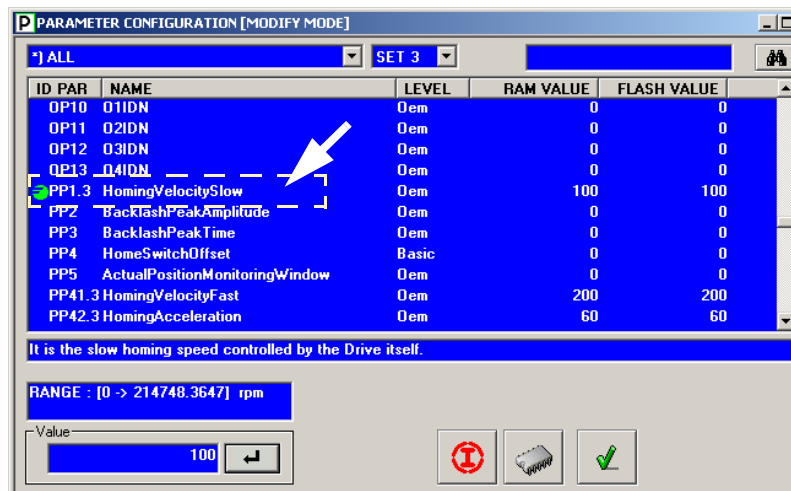 P PARAMETER CONFIGURATION [MODIFY MODE]
*) ALL SET 3
ID PAR NAME LEVEL RAM VALUE FLASH VALUE
OP10 O1IDN Oem 0 0
OP11 O2IDN Oem 0 0
OP12 O3IDN Oem 0 0
OP13 O4IDN Oem 0 0
PP1.3 HomingVelocitySlow Oem 100 100
PP2 BacklashPeakAmplitude Oem 0 0
PP3 BacklashPeakTime Oem 0 0
PP4 HomeSwitchOffset Basic 0 0
PP5 ActualPositionMonitoringWindow Oem 0 0
PP41.3 HomingVelocityFast Oem 200 200
PP42.3 HomingAcceleration Oem 60 60
It is the slow homing speed controlled by the Drive itself.
RANGE : [0 -> 214748.3647] rpm
Value
100